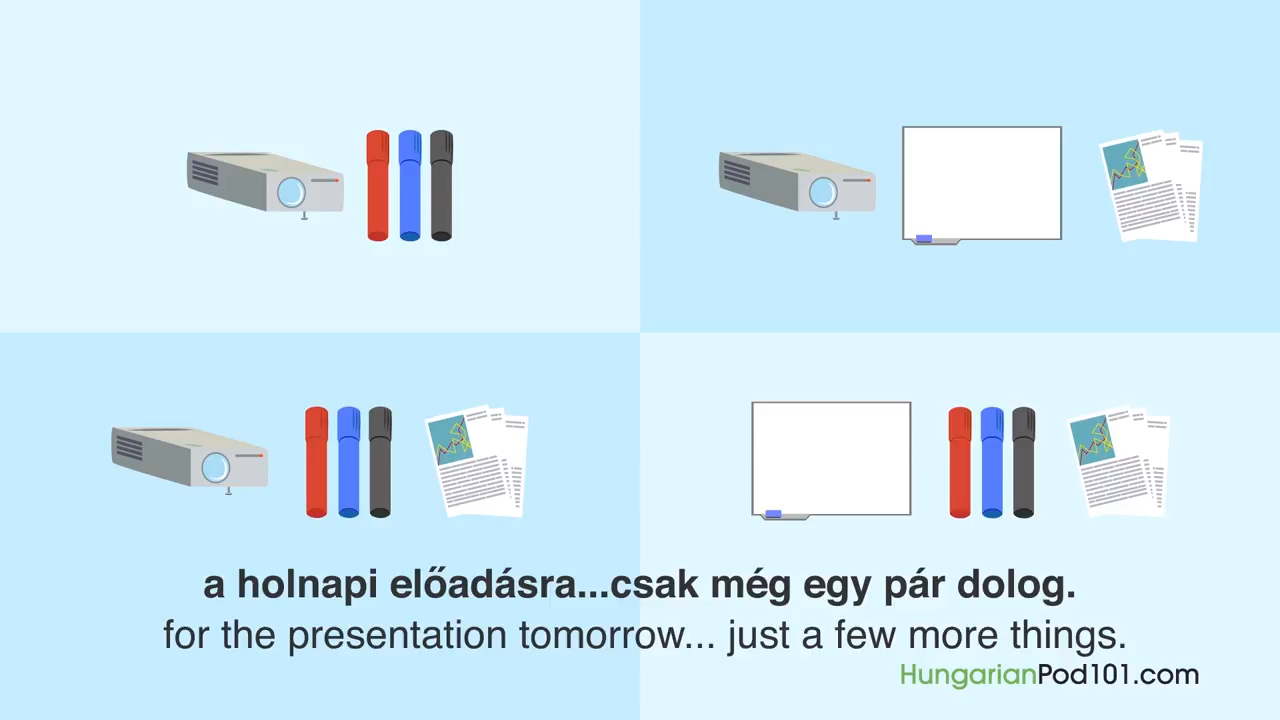 a holnapi előadásra...csak még egy pár dolog.
for the presentation tomorrow... just a few more things.
HungarianPod101.com